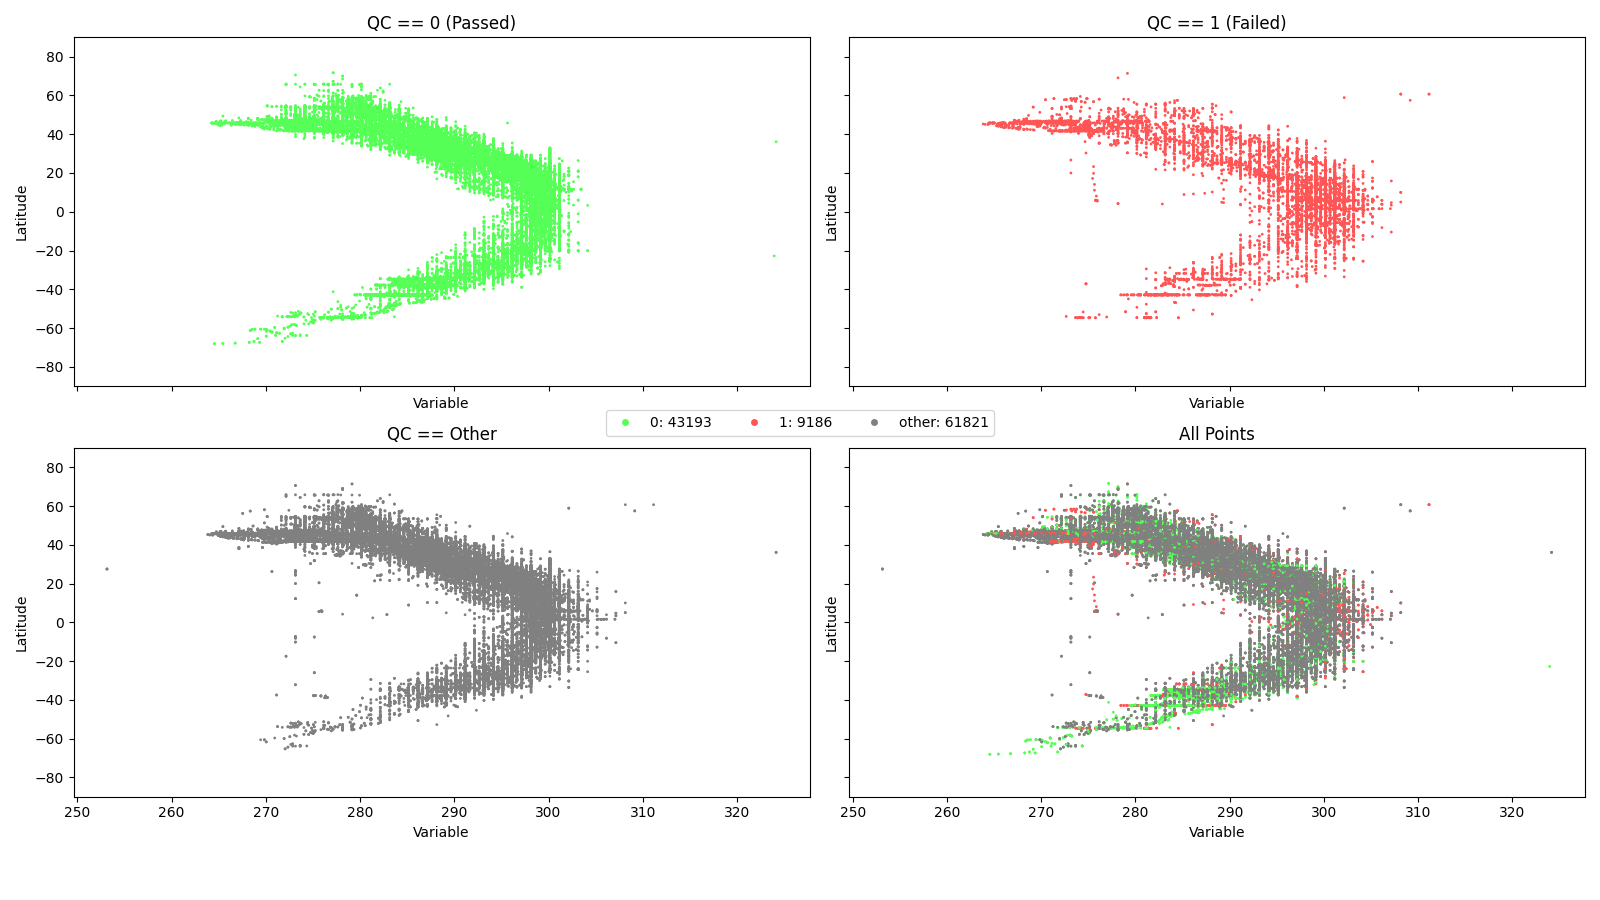 QC == 0 (Passed)
QC == 1 (Failed)
80
60
40
20
0
−20
−40
−60
−80
Latitude
Latitude
Variable
Variable
0: 43193
1: 9186
other: 61821
QC == Other
All Points
80
60
40
20
0
−20
−40
−60
−80
Latitude
Latitude
250 260 270 280 290 300 310 320
250 260 270 280 290 300 310 320
Variable
Variable